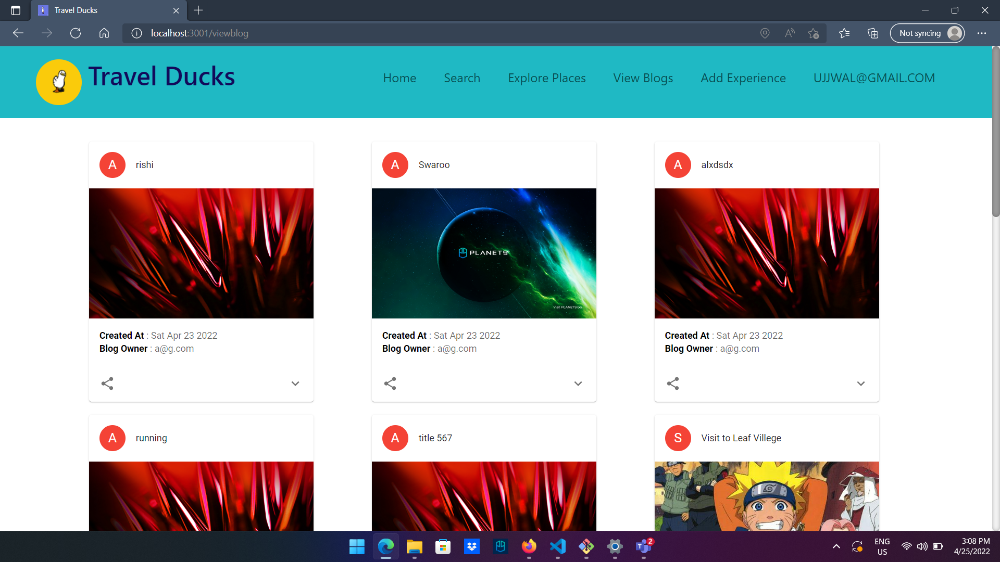 Travel Ducks
localhost:3001/viewblog
Not syncing
Travel Ducks
Home
Search
Explore Places
View Blogs
Add Experience
UJJWAL@GMAIL.COM
A
rishi
A
Swaroo
A
alxdsdx
PLANET9
Visit PLANET9.GG
Created At : Sat Apr 23 2022
Blog Owner : a@g.com
Created At : Sat Apr 23 2022
Blog Owner : a@g.com
Created At : Sat Apr 23 2022
Blog Owner : a@g.com
A
running
A
title 567
S
Visit to Leaf Villege
2
ENG
US
3:08 PM
4/25/2022